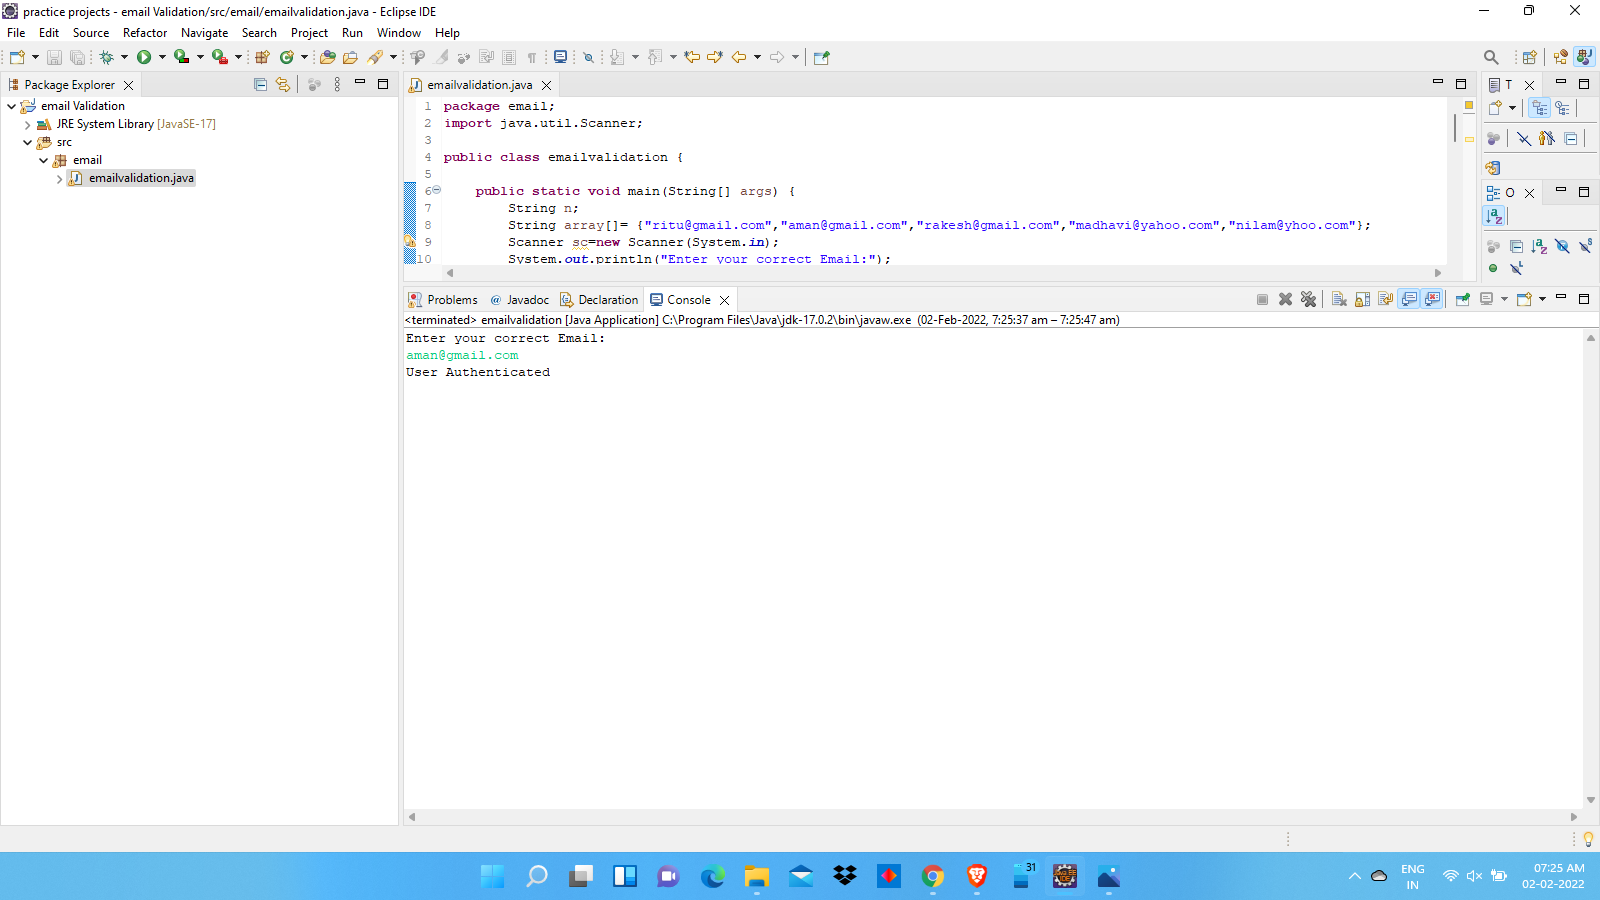 practice projects - email Validation/src/email/emailvalidation.java - Eclipse IDE
File Edit Source Refactor Navigate Search Project Run Window Help
Package Explorer
email Validation
JRE System Library [JavaSE-17]
src
email
emailvalidation.java
emailvalidation.java
1 package email;
2 import java.util.Scanner;
3
4 public class emailvalidation {
5
6 public static void main(String[] args) {
7 String n;
8 String array[]= {"ritu@gmail.com","aman@gmail.com","rakesh@gmail.com","madhavi@yahoo.com","nilam@yhoo.com"};
9 Scanner sc=new Scanner(System.in);
10 System.out.println("Enter your correct Email:");
T
O
Problems @ Javadoc Declaration Console
<terminated> emailvalidation [Java Application] C:\Program Files\Java\jdk-17.0.2\bin\javaw.exe (02-Feb-2022, 7:25:37 am – 7:25:47 am)
Enter your correct Email:
aman@gmail.com
User Authenticated
31
ENG
IN
07:25 AM
02-02-2022